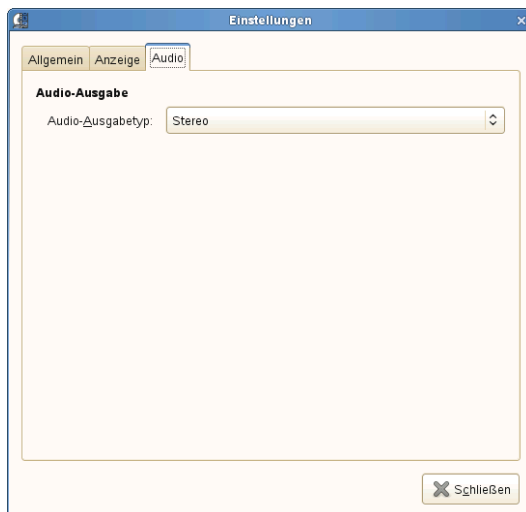 Einstellungen
Allgemein Anzeige Audio
Audio-Ausgabe
Audio-Ausgabetyp: Stereo
Schließen